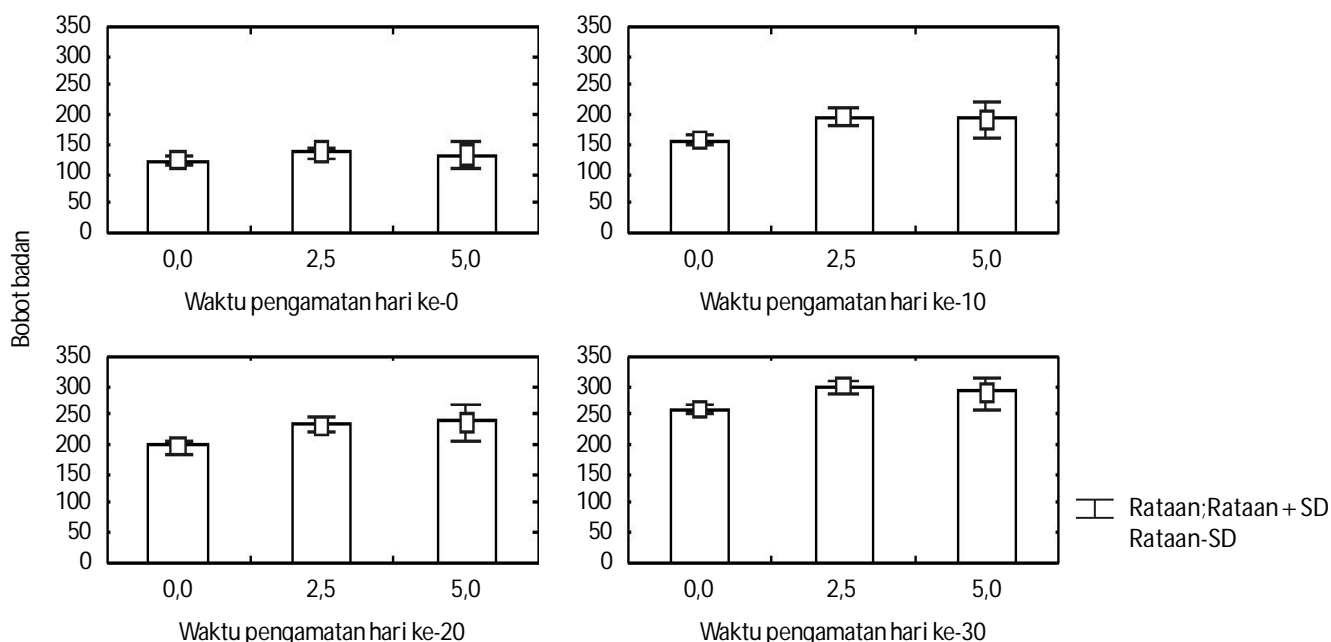 Bobot badan
350
300
250
200
150
100
50
0
0,0 2,5 5,0
Waktu pengamatan hari ke-0
350
300
250
200
150
100
50
0
0,0 2,5 5,0
Waktu pengamatan hari ke-10
350
300
250
200
150
100
50
0
0,0 2,5 5,0
Waktu pengamatan hari ke-20
350
300
250
200
150
100
50
0
0,0 2,5 5,0
Waktu pengamatan hari ke-30
Rataan;Rataan + SD
Rataan-SD